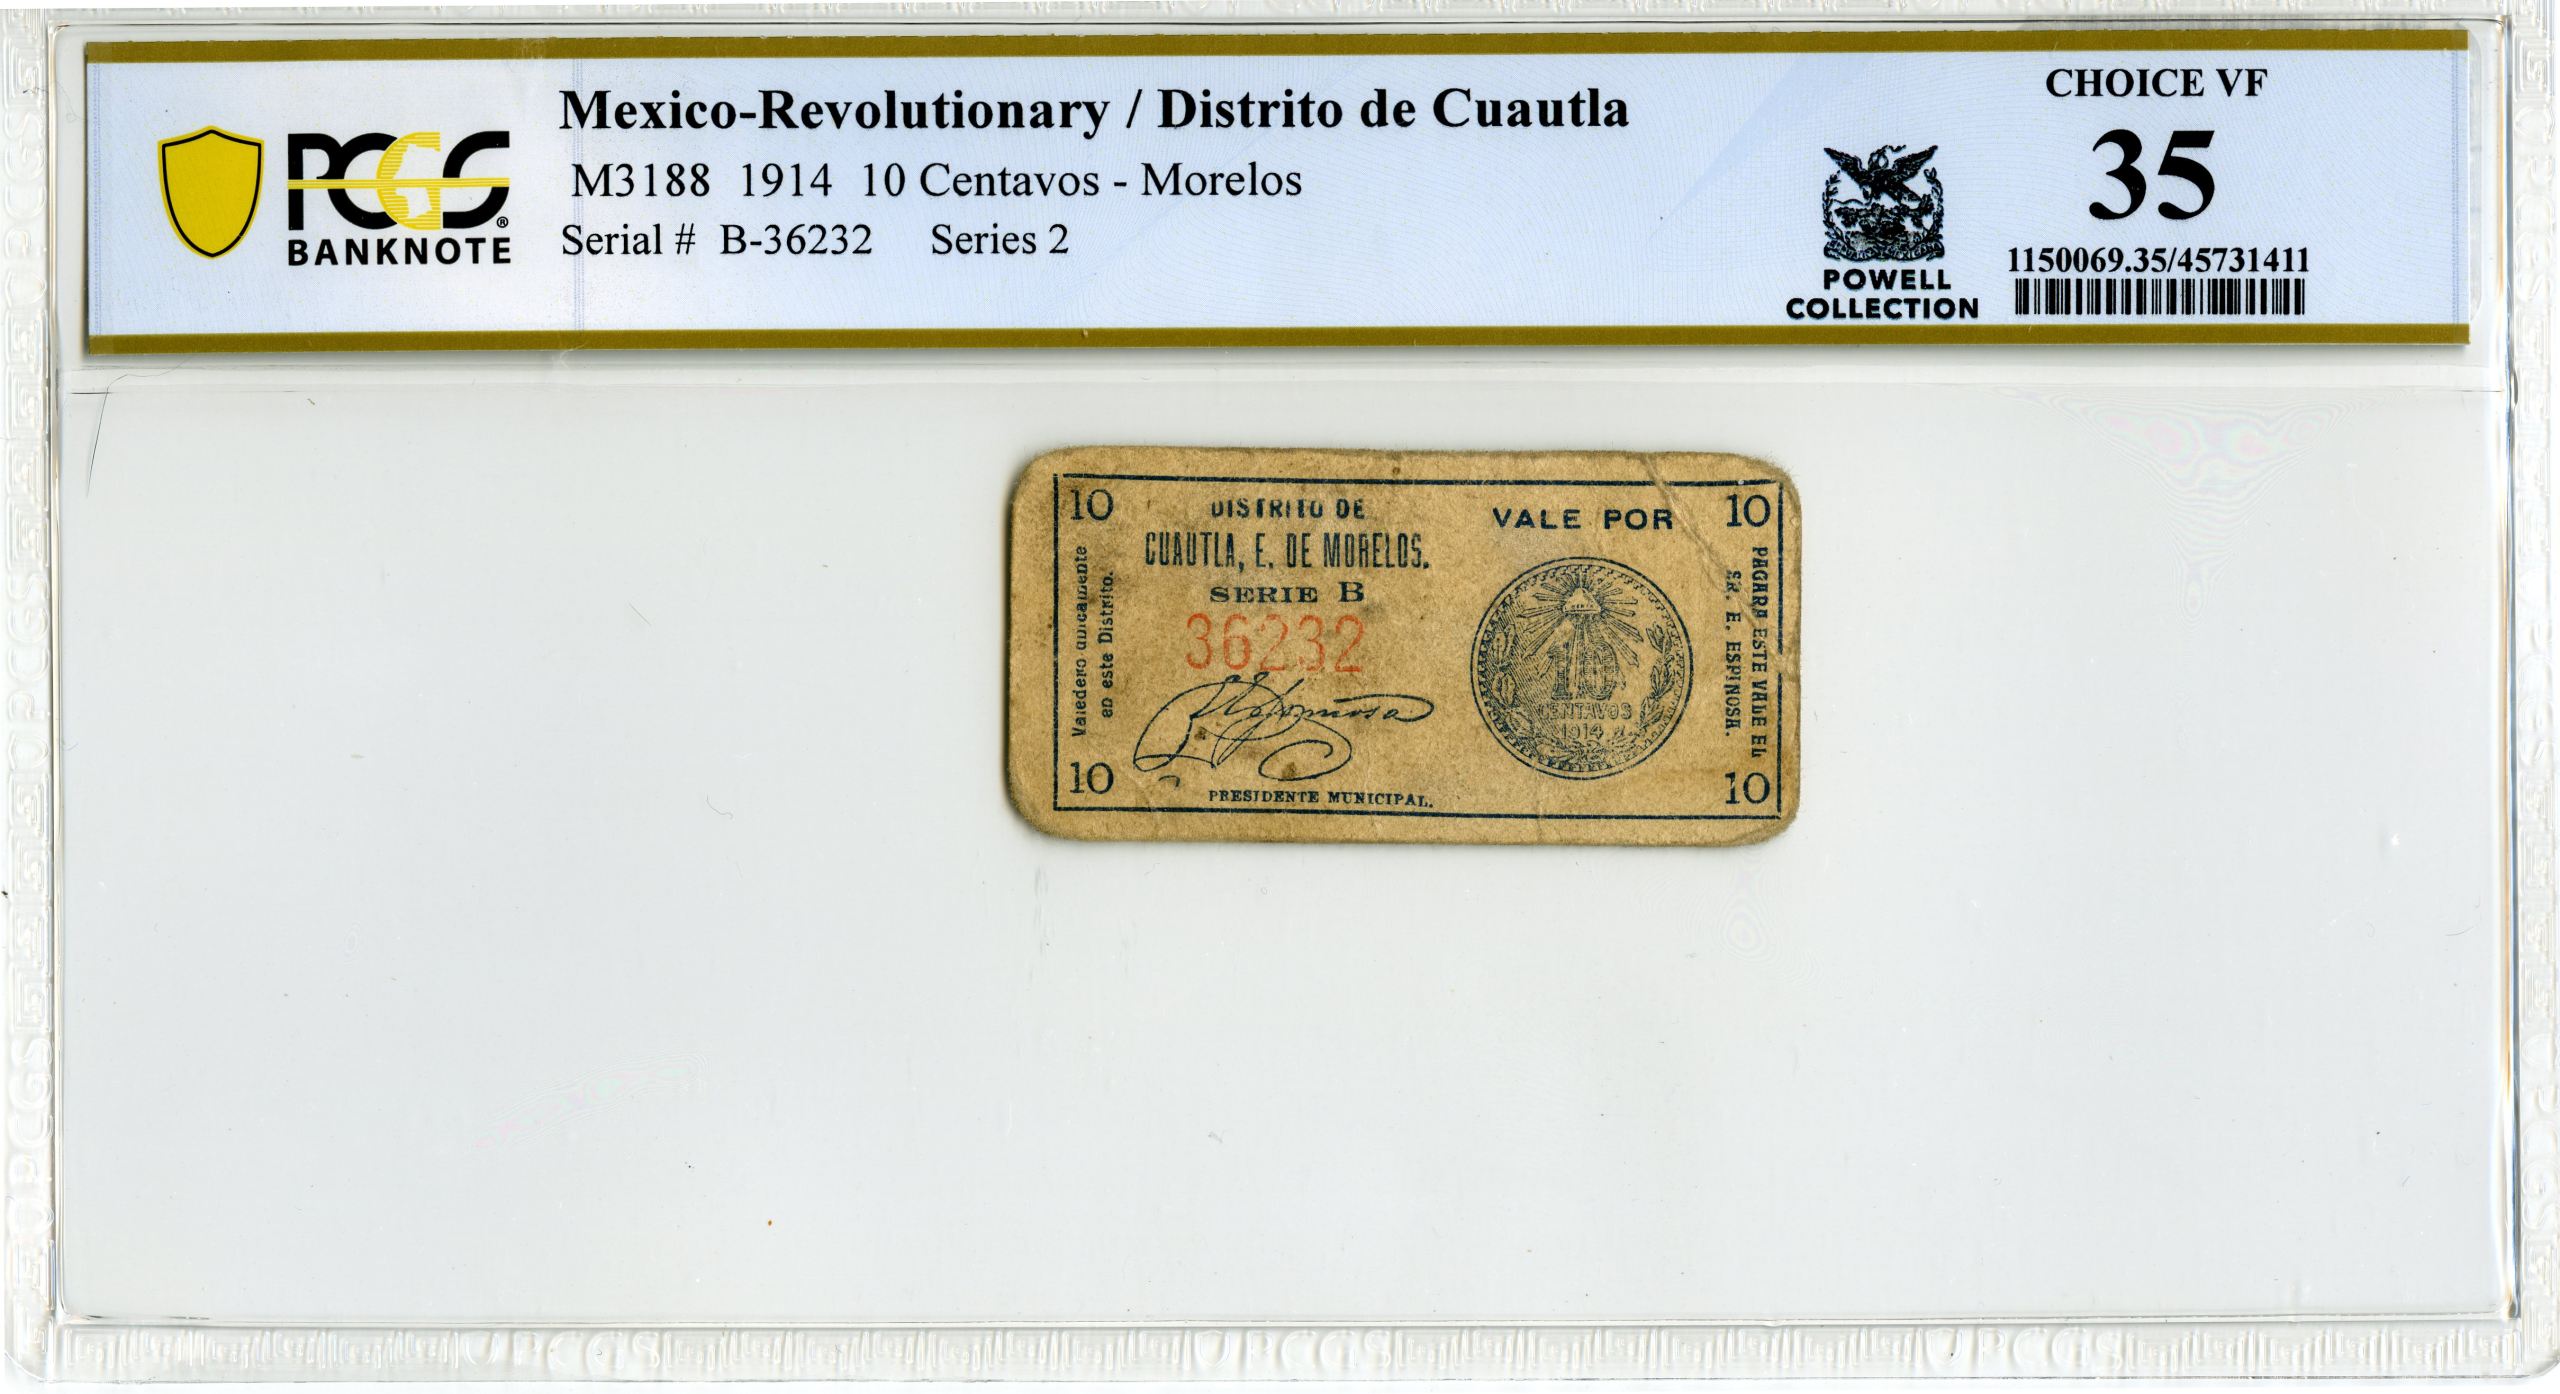 PCGS
BANKNOTE
Mexico-Revolutionary / Distrito de Cuautla
M3188 1914 10 Centavos - Morelos
Serial # B-36232 Series 2
POWELL
COLLECTION
CHOICE VF
35
1150069.35/45731411
10
DISTRITO DE
CUAUTLA, E. DE MORELOS.
SERIE B
36232
PRESIDENTE MUNICIPAL.
Valedero unicamente
en este Distrito.
10
VALE POR
10
10
CENTAVOS
1914
PAGARA ESTE VALE EL
SR. E. ESPINOSA.
10